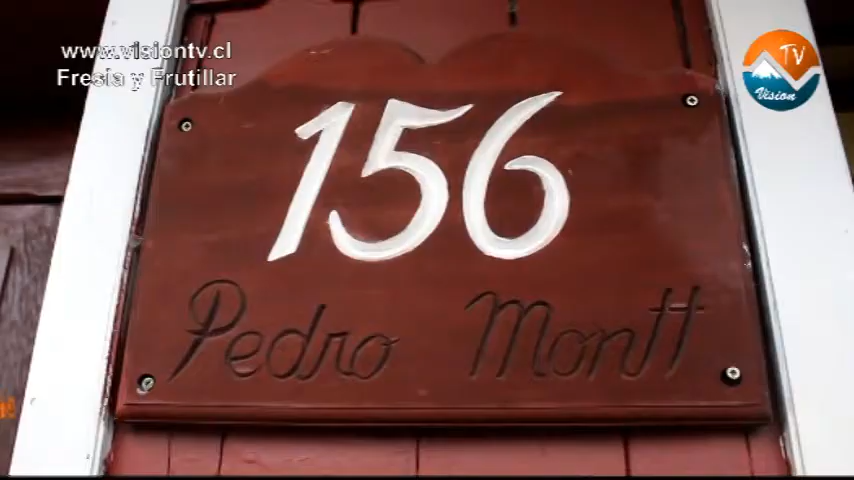 www.visiontv.cl
Fresia y Frutillar
TV
Vision
156
Pedro Montt